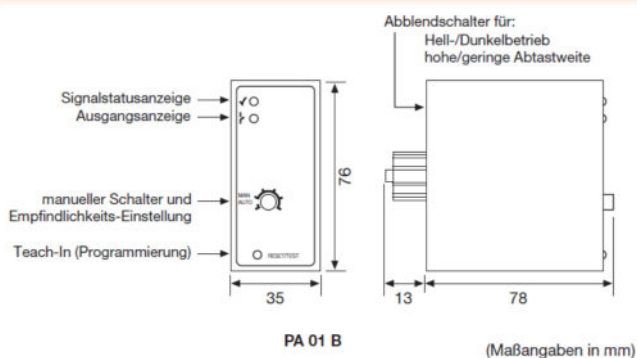 Abblendschalter für:
Hell-/Dunkelbetrieb
hohe/geringe Abtastweite
Signalstatusanzeige
Ausgangsanzeige
manueller Schalter und
Empfindlichkeits-Einstellung
Teach-In (Programmierung)
MAN
AUTO
RESET/TEST
76
35
13
78
PA 01 B
(Maßangaben in mm)